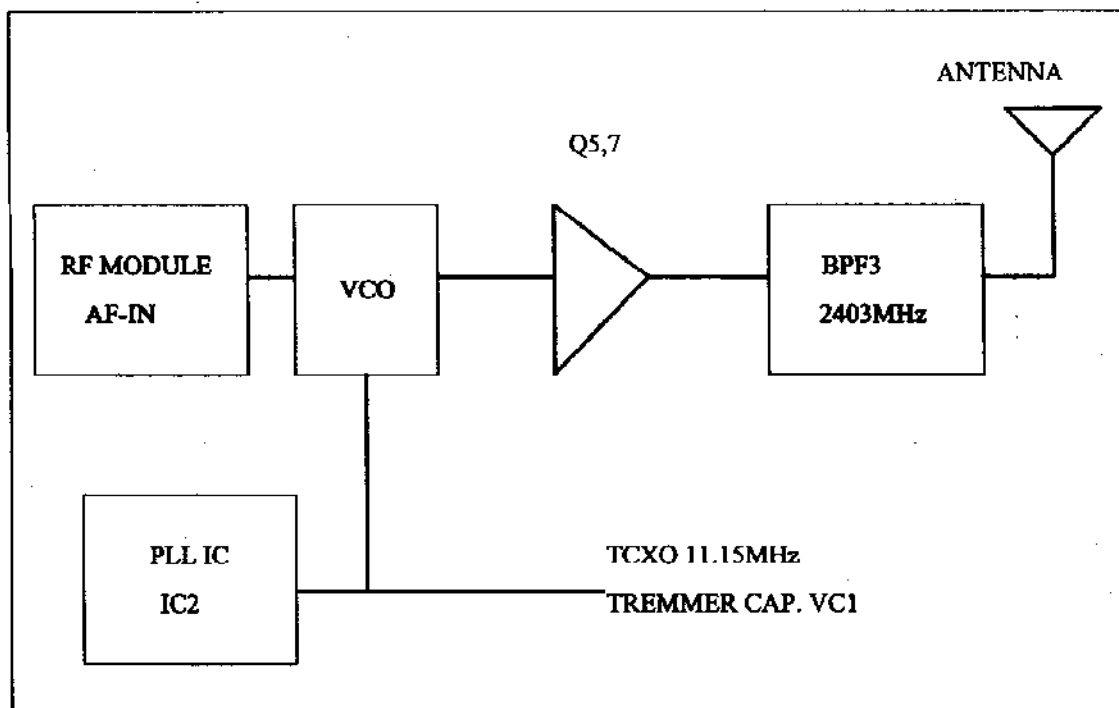 ANTENNA
Q5,7
RF MODULE
AF-IN
VCO
BPF3
2403MHz
PLL IC
IC2
TCXO 11.15MHz
TREMMER CAP. VC1